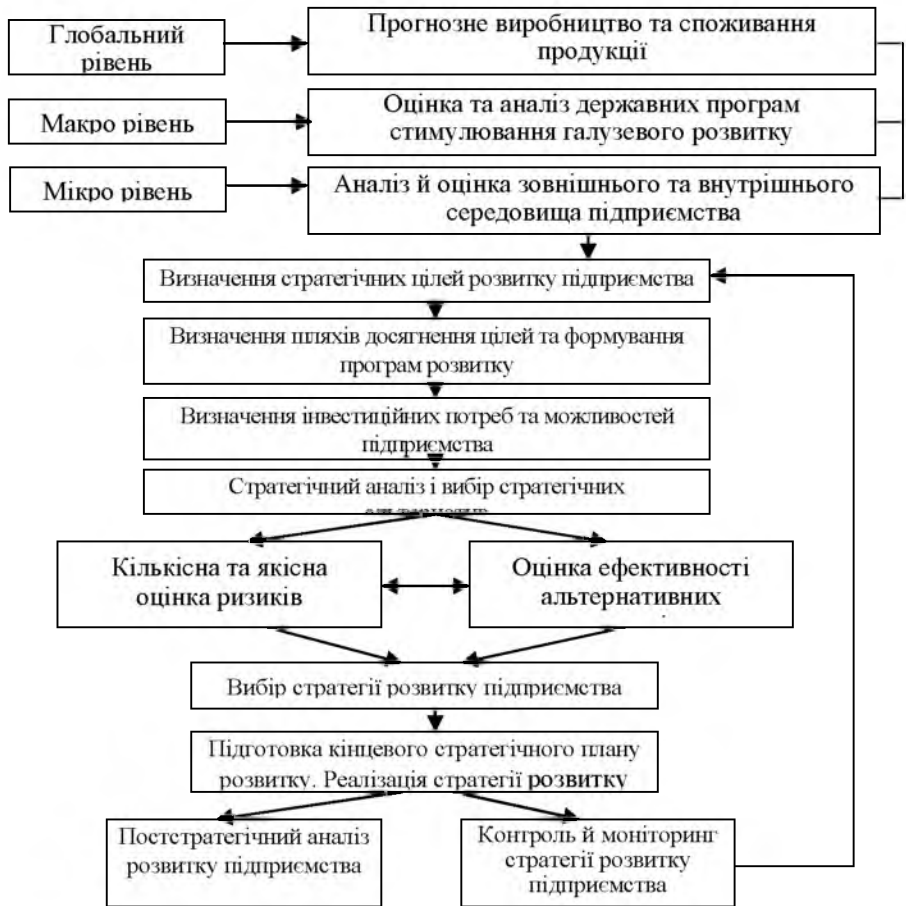 Глобальний
рівень
Прогнозне виробництво та споживання
продукції
Макро рівень
Оцінка та аналіз державних програм
стимулювання галузевого розвитку
Мікро рівень
Аналіз й оцінка зовнішнього та внутрішнього
середовища підприємства
Визначення стратегічних цілей розвитку підприємства
Визначення шляхів досягнення цілей та формування
програм розвитку
Визначення інвестиційних потреб та можливостей
підприємства
Стратегічний аналіз і вибір стратегічних
Кількісна та якісна
оцінка ризиків
Оцінка ефективності
альтернативних
Вибір стратегії розвитку підприємства
Підготовка кінцевого стратегічного плану
розвитку. Реалізація стратегії розвитку
Постстратегічний аналіз
розвитку підприємства
Контроль й моніторинг
стратегії розвитку
підприємства